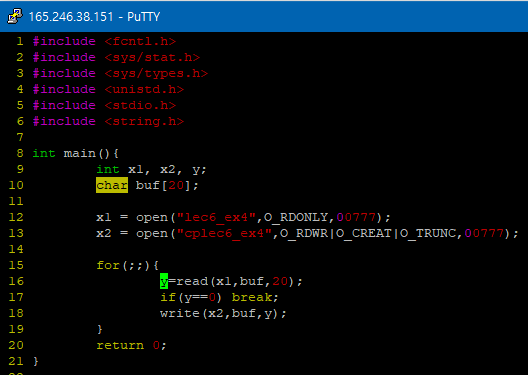 165.246.38.151 - PuTTY
1 #include <fcntl.h>
2 #include <sys/stat.h>
3 #include <sys/types.h>
4 #include <unistd.h>
5 #include <stdio.h>
6 #include <string.h>
7
8 int main(){
9 int x1, x2, y;
10 char buf[20];
11
12 x1 = open("lec6_ex4",O_RDONLY,00777);
13 x2 = open("cplec6_ex4",O_RDWR|O_CREAT|O_TRUNC,00777);
14
15 for(;;){
16 y=read(x1,buf,20);
17 if(y==0) break;
18 write(x2,buf,y);
19 }
20 return 0;
21 }